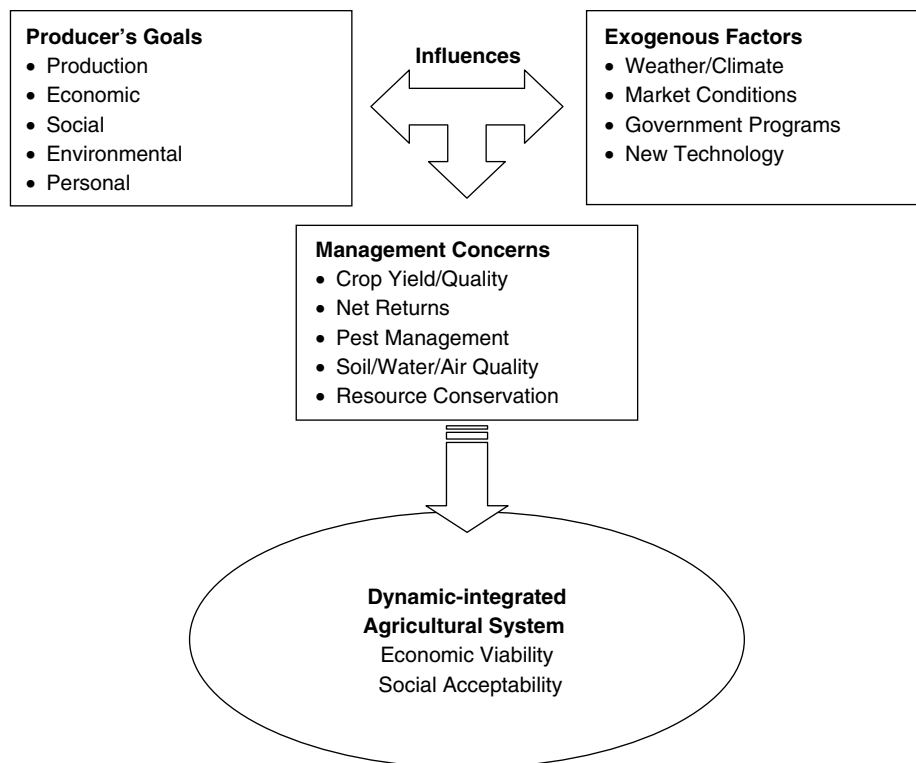 Producer’s Goals
• Production
• Economic
• Social
• Environmental
• Personal
Influences
Exogenous Factors
• Weather/Climate
• Market Conditions
• Government Programs
• New Technology
Management Concerns
• Crop Yield/Quality
• Net Returns
• Pest Management
• Soil/Water/Air Quality
• Resource Conservation
Dynamic-integrated
Agricultural System
Economic Viability
Social Acceptability